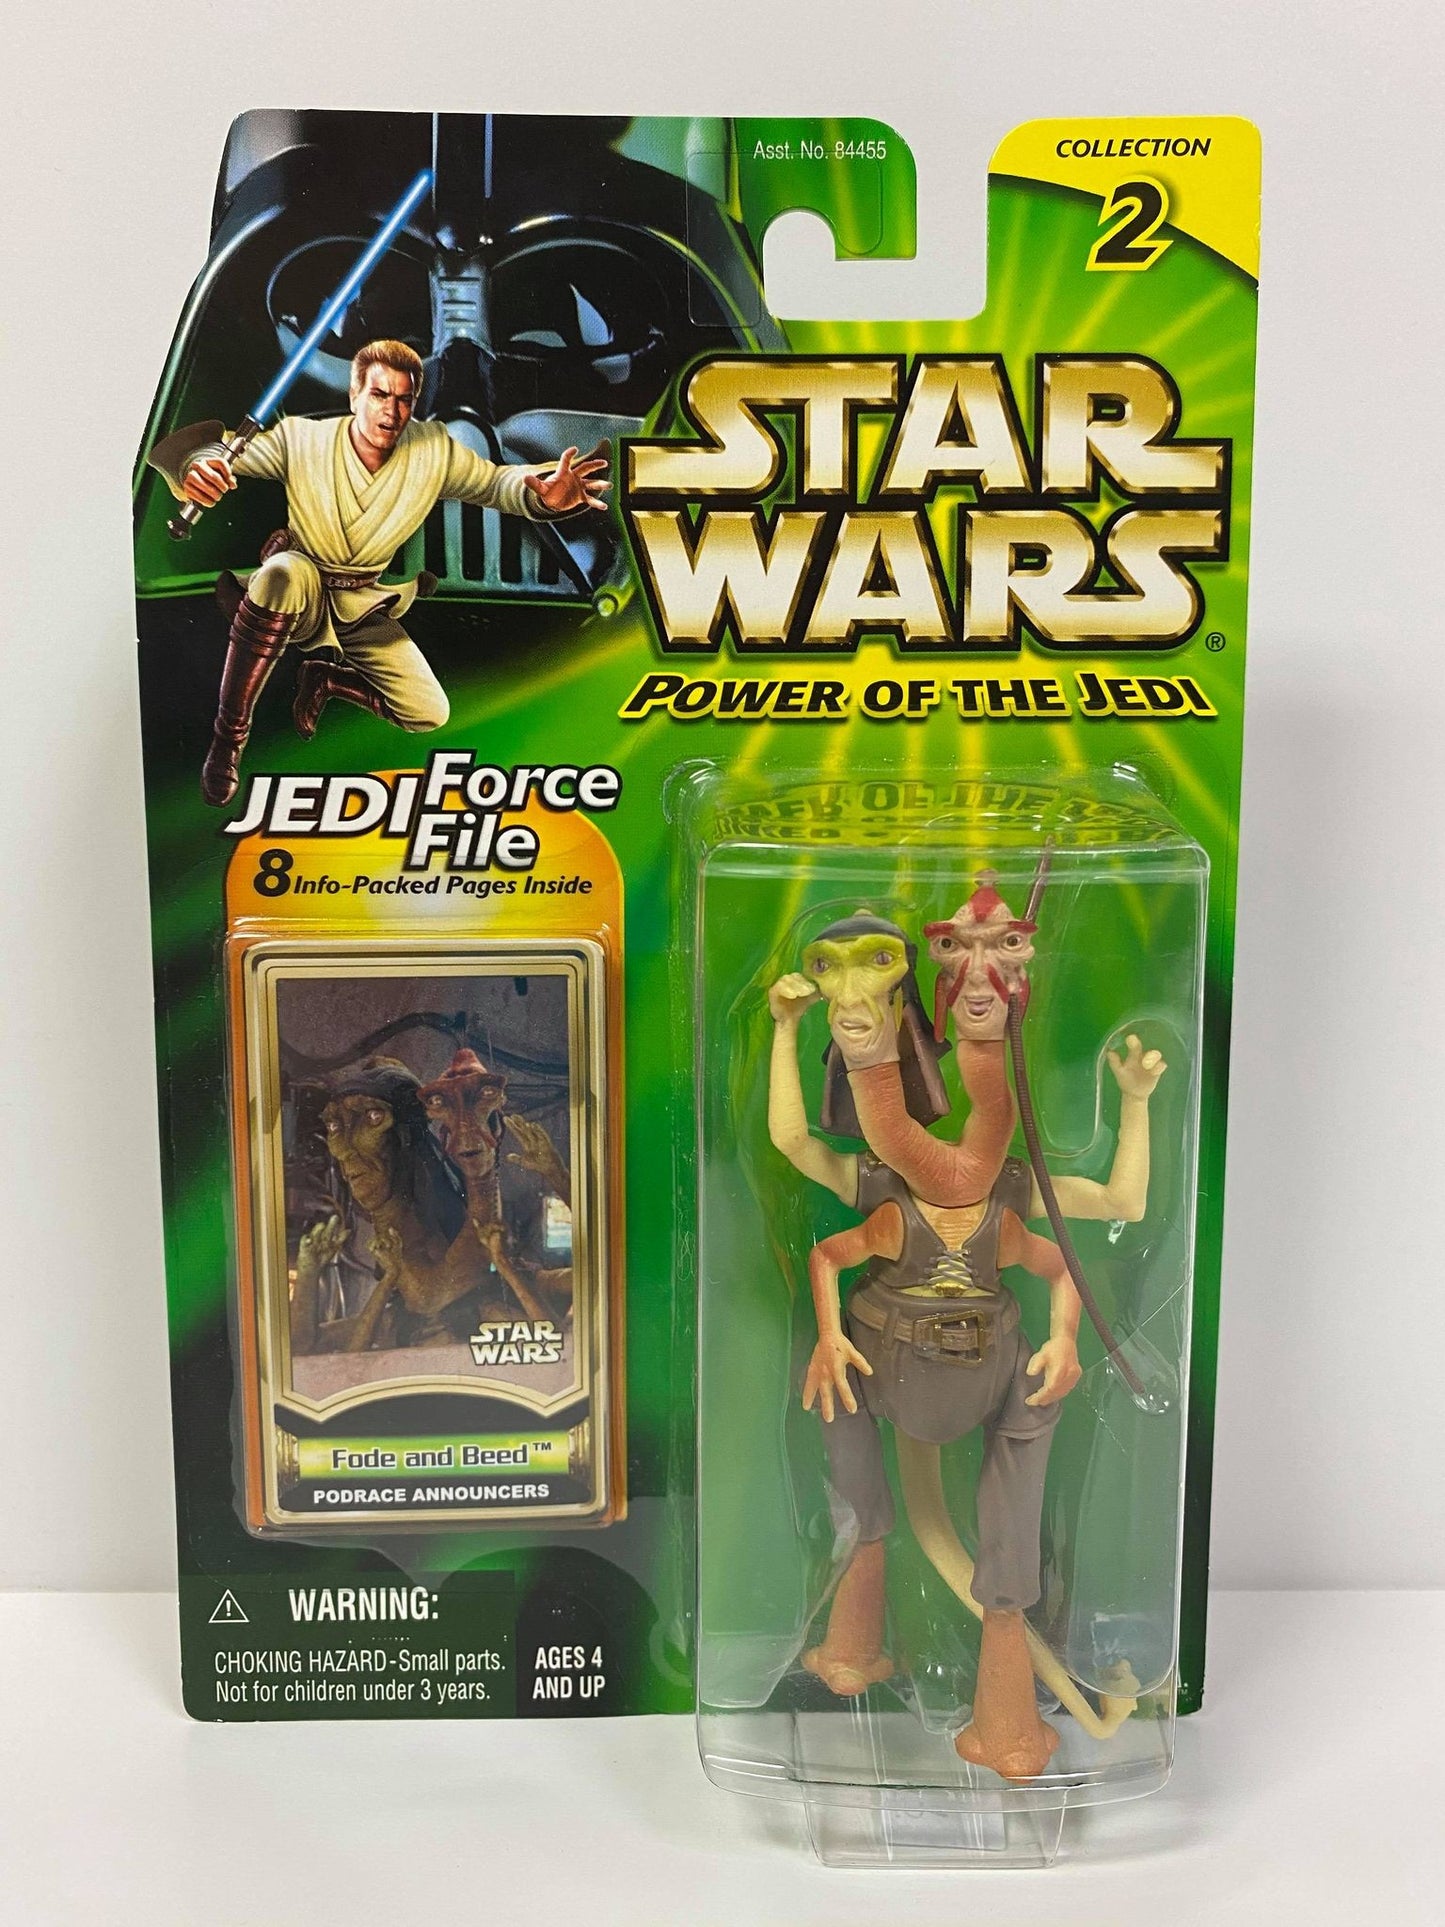 Asst. No. 84455
COLLECTION
2
STAR
WARS®
POWER OF THE JEDI
JEDI Force
File
8 Info-Packed Pages Inside
STAR
WARS
Fode and Beed™
PODRACE ANNOUNCERS
⚠ WARNING:
CHOKING HAZARD-Small parts.
Not for children under 3 years.
AGES 4
AND UP